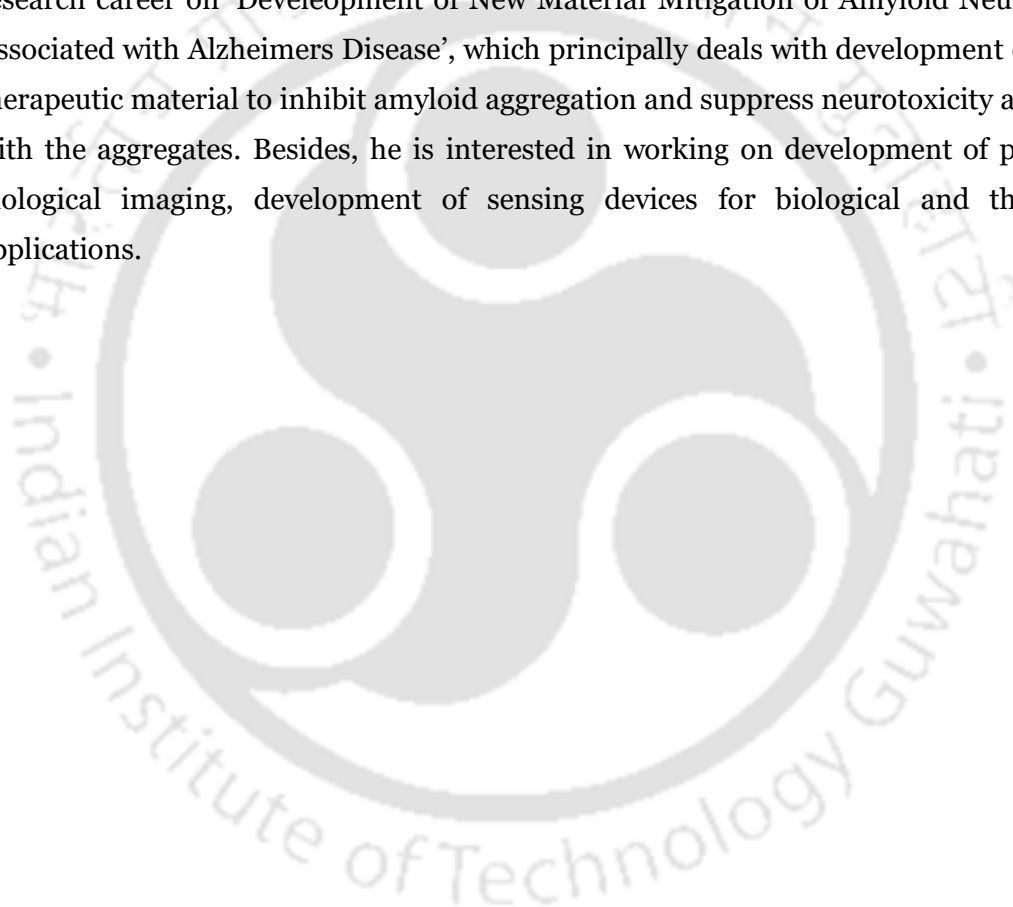 esearch career on 'Development of New Material Mitigation of Amyloid Neu
ssociated with Alzheimers Disease', which principally deals with development
herapeutic material to inhibit amyloid aggregation and suppress neurotoxicity a
ith the aggregates. Besides, he is interested in working on development of p
ological imaging, development of sensing devices for biological and th
pplications.
Indian Institute of Technology Guwahati